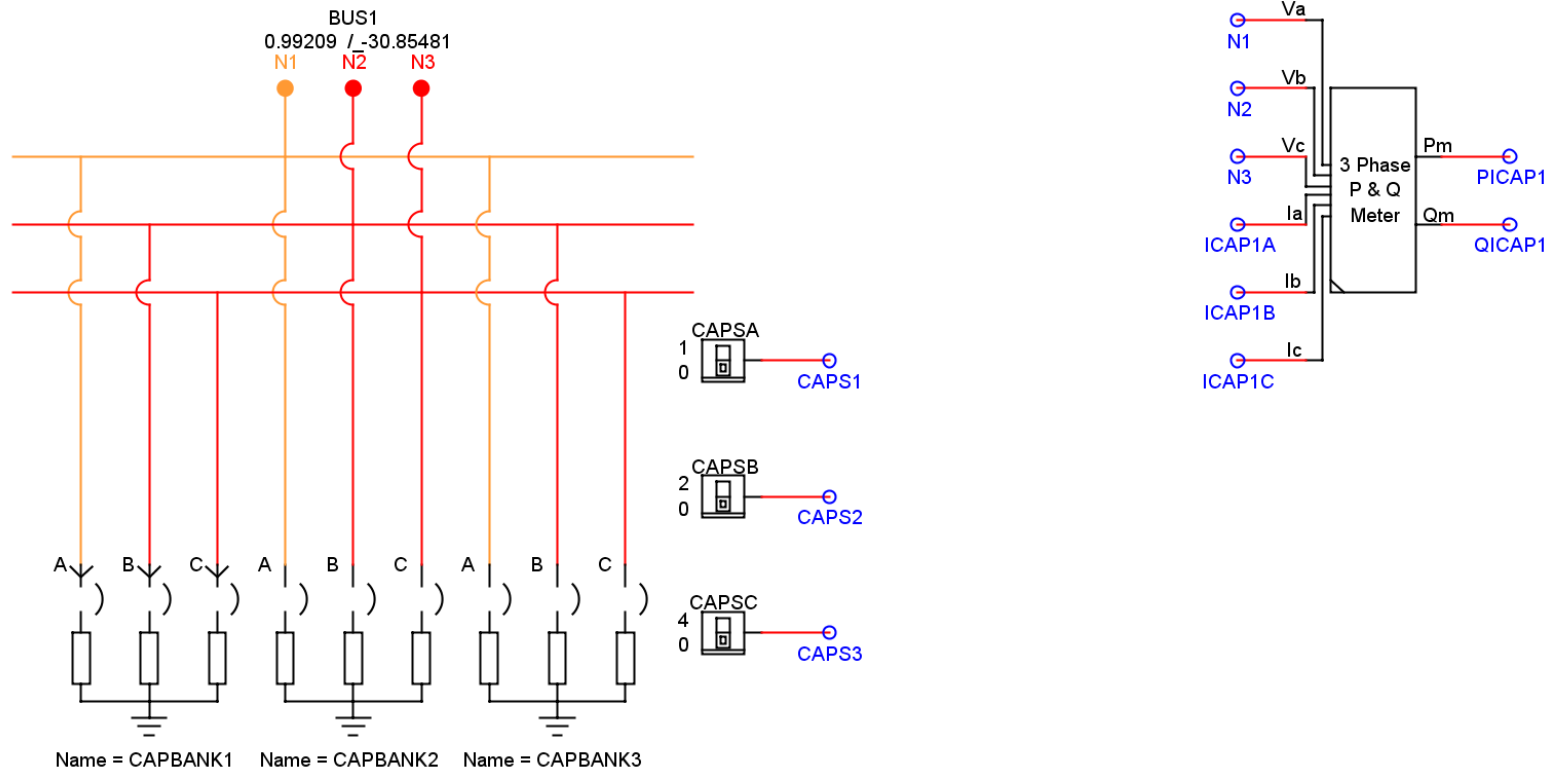 BUS1
0.99209 /_-30.85481
N1 N2 N3
CAPSA
1
0
CAPS1
CAPSB
2
0
CAPS2
CAPSC
4
0
CAPS3
A B C A B C A B C
Name = CAPBANK1 Name = CAPBANK2 Name = CAPBANK3
Va
N1
Vb
N2
Vc
N3
Ia
ICAP1A
Ib
ICAP1B
Ic
ICAP1C
3 Phase
P & Q
Meter
Pm
PICAP1
Qm
QICAP1